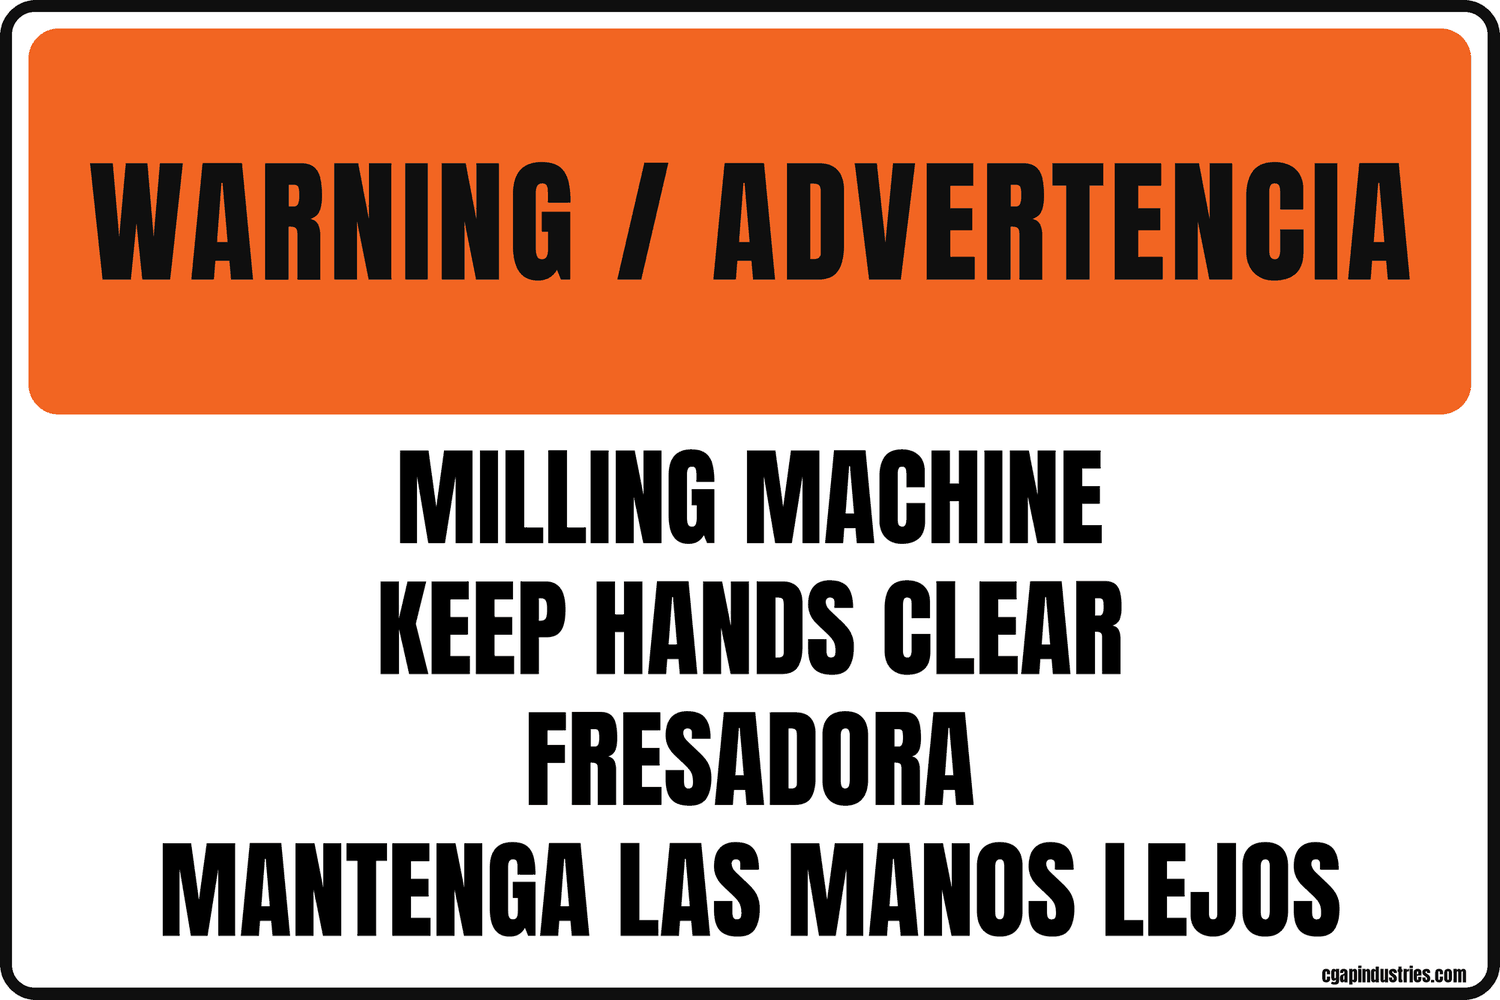 WARNING / ADVERTENCIA
MILLING MACHINE
KEEP HANDS CLEAR
FRESADORA
MANTENGA LAS MANOS LEJOS
cgapindustries.com